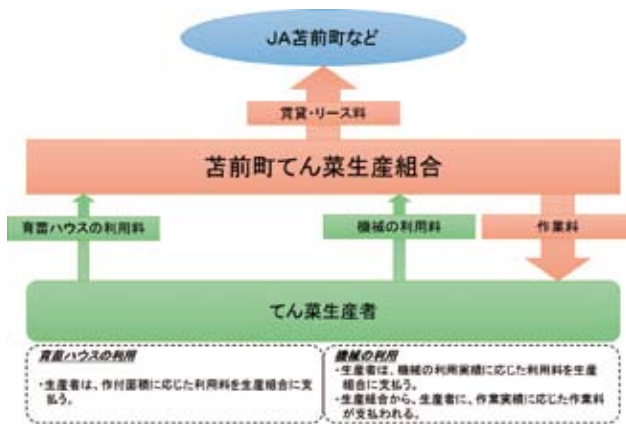 JA苫前町など
賃貸・リース料
苫前町てん菜生産組合
育苗ハウスの利用料
機械の利用料
作業料
てん菜生産者
育苗ハウスの利用
・生産者は、作付面積に応じた利用料を生産組合に支
払う。
機械の利用
・生産者は、機械の利用実績に応じた利用料を生産
組合に支払う。
・生産組合から、生産者に、作業実績に応じた作業料
が支払われる。